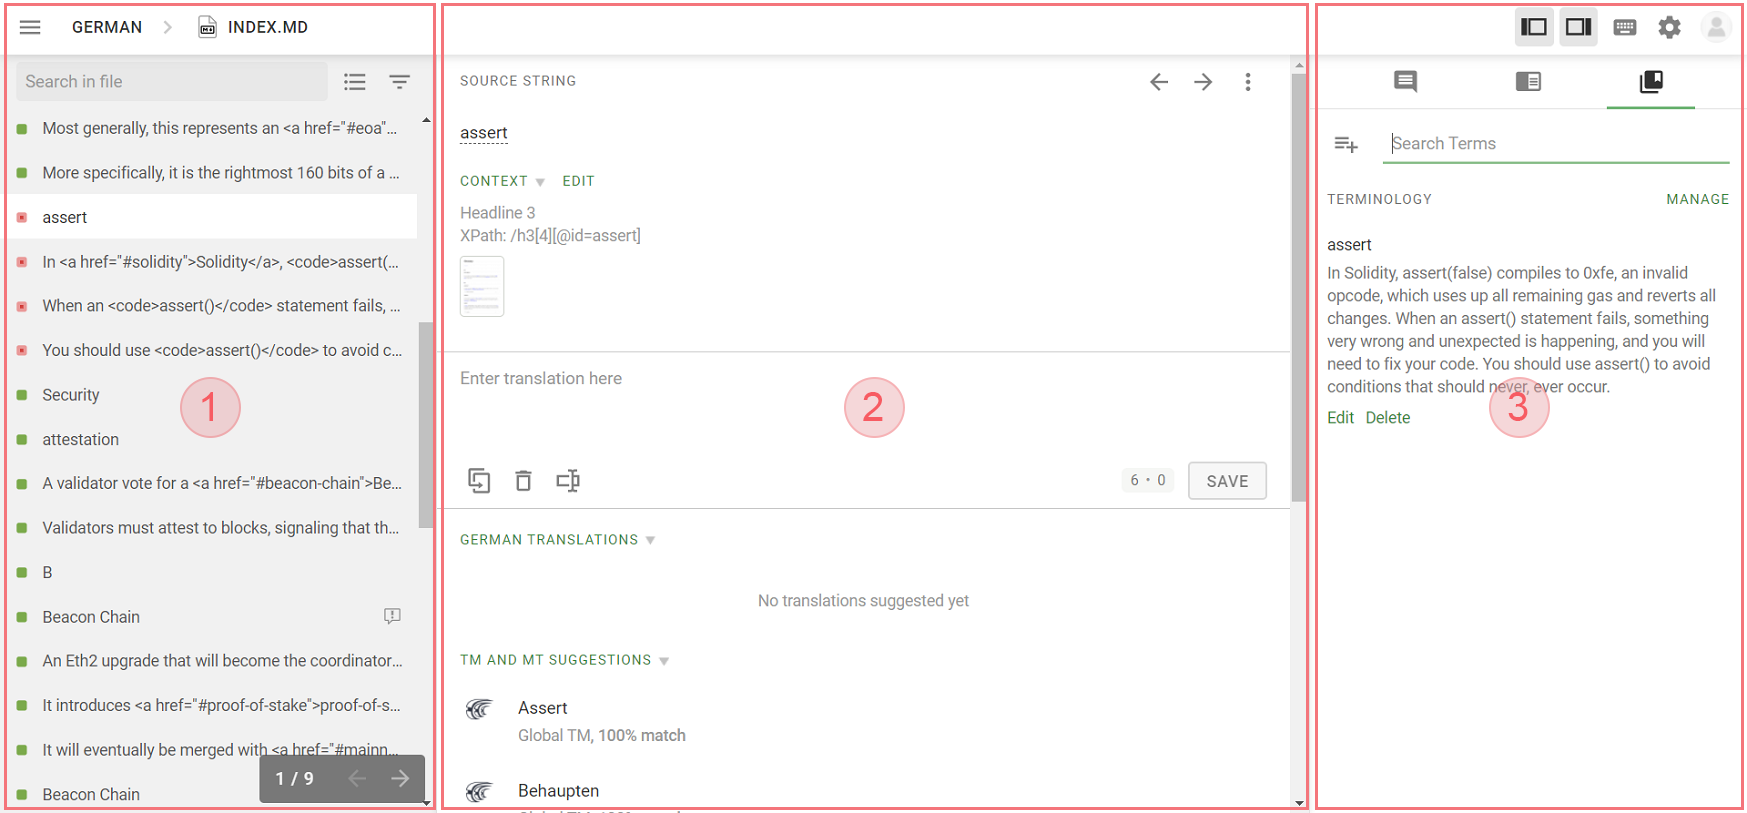 GERMAN
INDEX.MD
Search in file
Most generally, this represents an <a href="#eoa"...
More specifically, it is the rightmost 160 bits of a ...
assert
In <a href="#solidity">Solidity</a>, <code>assert(...
When an <code>assert()</code> statement fails, ...
You should use <code>assert()</code> to avoid c...
Security
1
attestation
A validator vote for a <a href="#beacon-chain">Be...
Validators must attest to blocks, signaling that th...
B
Beacon Chain
An Eth2 upgrade that will become the coordinator...
It introduces <a href="#proof-of-stake">proof-of-s...
It will eventually be merged with <a href="#mainn...
1 / 9
Beacon Chain
SOURCE STRING
assert
CONTEXT EDIT
Headline 3
XPath: /h3[4][@id=assert]
Enter translation here
2
6 • 0
SAVE
GERMAN TRANSLATIONS
No translations suggested yet
TM AND MT SUGGESTIONS
Assert
Global TM, 100% match
Behaupten
Search Terms
TERMINOLOGY MANAGE
assert
In Solidity, assert(false) compiles to 0xfe, an invalid
opcode, which uses up all remaining gas and reverts all
changes. When an assert() statement fails, something
very wrong and unexpected is happening, and you will
need to fix your code. You should use assert() to avoid
conditions that should never, ever occur.
3
Edit Delete